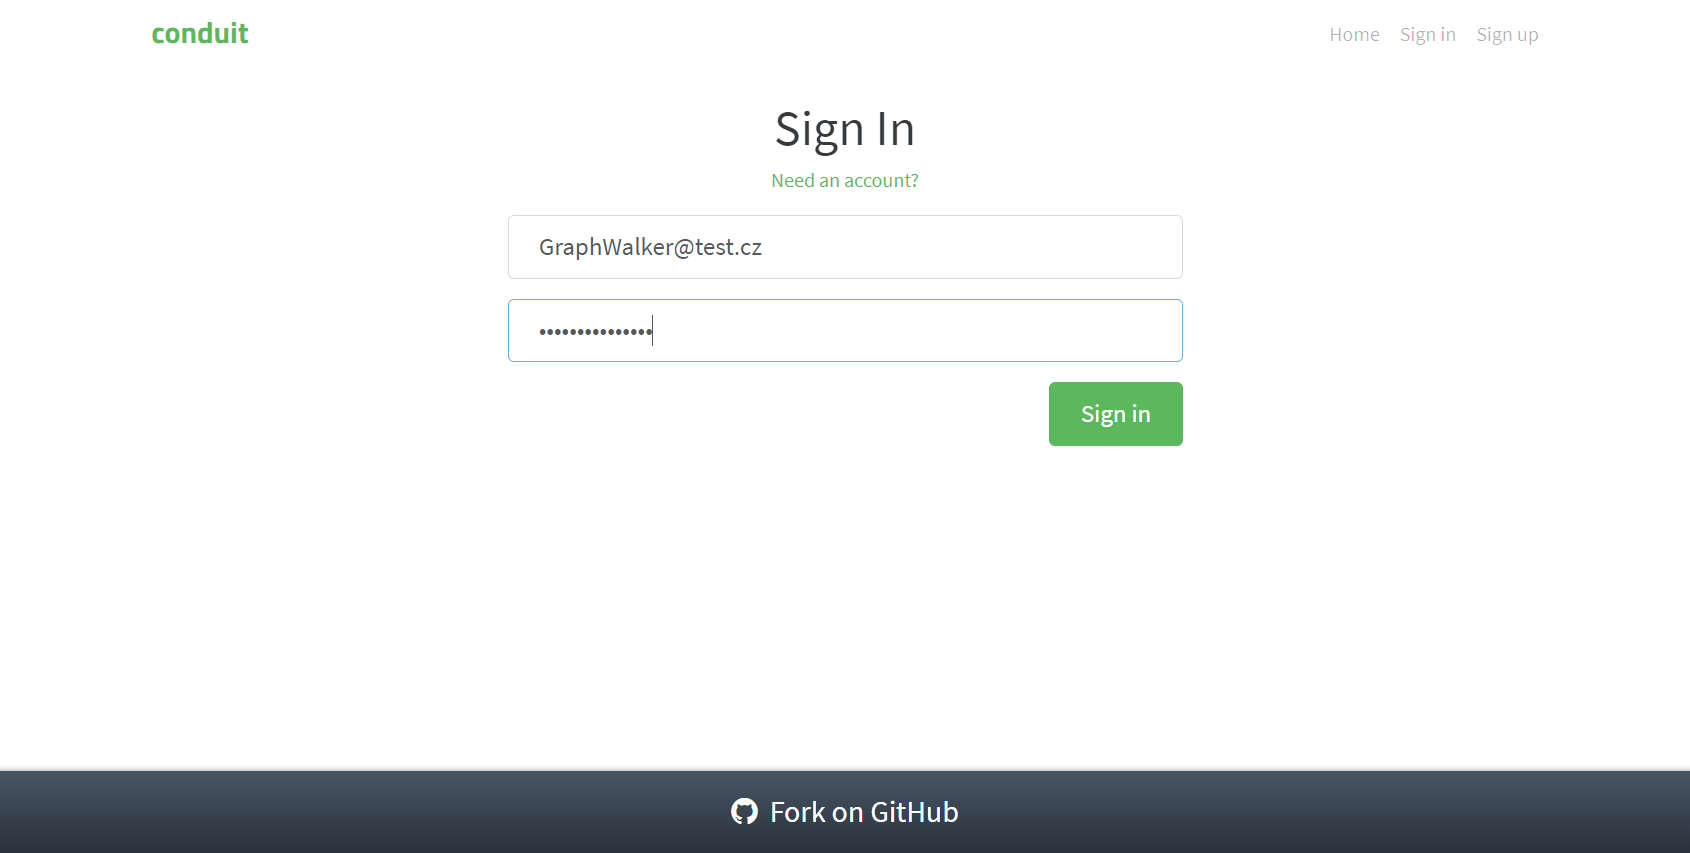 conduit
Home Sign in Sign up
Sign In
Need an account?
GraphWalker@test.cz
•••••••••••••••
Sign in
Fork on GitHub